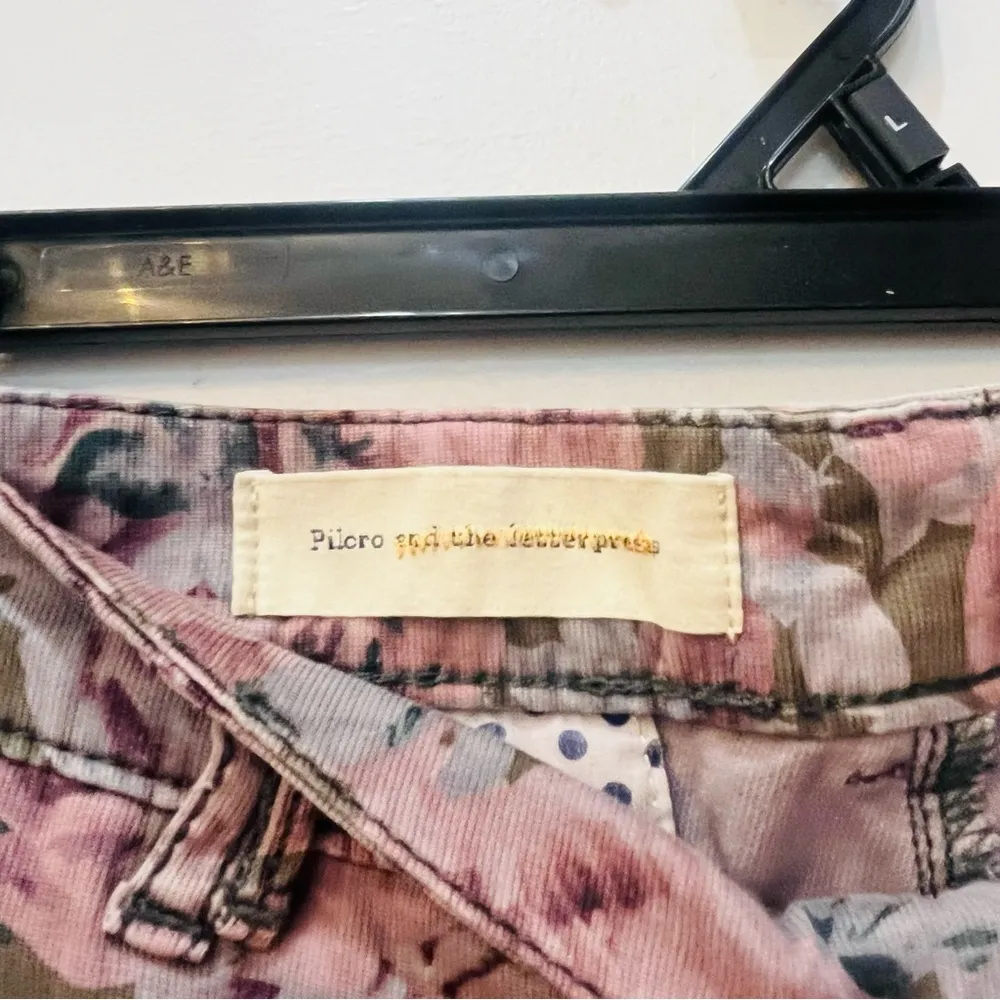 L
A&E
Pilcro and the letterpress